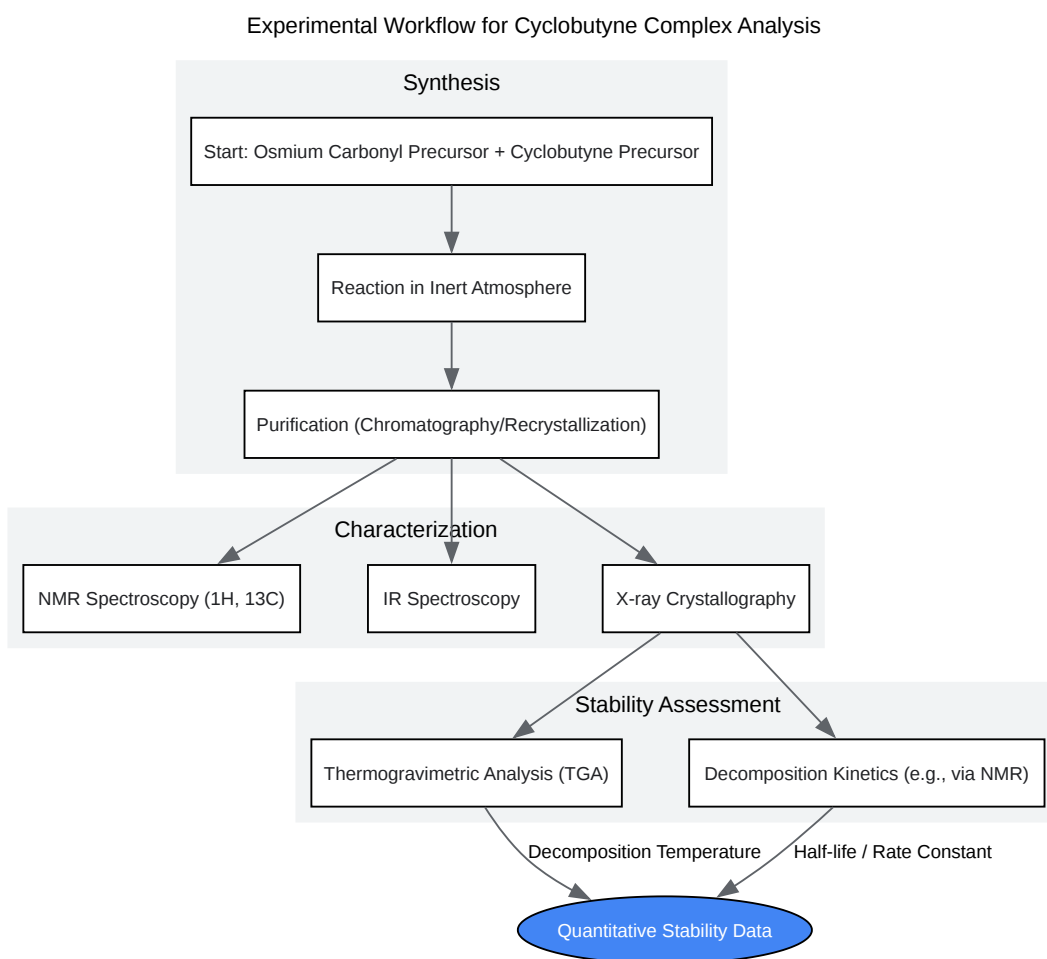 Experimental Workflow for Cyclobutyne Complex Analysis
Synthesis
Start: Osmium Carbonyl Precursor + Cyclobutyne Precursor
Reaction in Inert Atmosphere
Purification (Chromatography/Recrystallization)
Characterization
NMR Spectroscopy (1H, 13C)
IR Spectroscopy
X-ray Crystallography
Stability Assessment
Thermogravimetric Analysis (TGA)
Decomposition Kinetics (e.g., via NMR)
Decomposition Temperature
Half-life / Rate Constant
Quantitative Stability Data